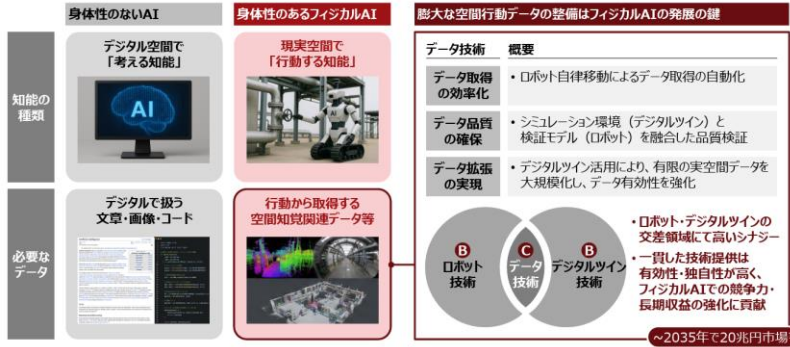 身体性のないAI
身体性のあるフィジカルAI
膨大な空間行動データの整備はフィジカルAIの発展の鍵
知能の
種類
デジタル空間で
「考える知能」
AI
現実空間で
「行動する知能」
必要な
データ
デジタルで扱う
文章・画像・コード
行動から取得する
空間知覚関連データ等
データ技術
概要
データ取得
の効率化
・ロボット自律移動によるデータ取得の自動化
データ品質
の確保
・シミュレーション環境（デジタルツイン）と
検証モデル（ロボット）を融合した品質検証
データ拡張
の実現
・デジタルツイン活用により、有限の実空間データを
大規模化し、データ有効性を強化
B
ロボット
技術
C
データ
技術
B
デジタルツイン
技術
・ロボット・デジタルツインの
交差領域にて高いシナジー
・一貫した技術提供は
有効性・独自性が高く、
フィジカルAIでの競争力・
長期収益の強化に貢献
~2035年で20兆円市場